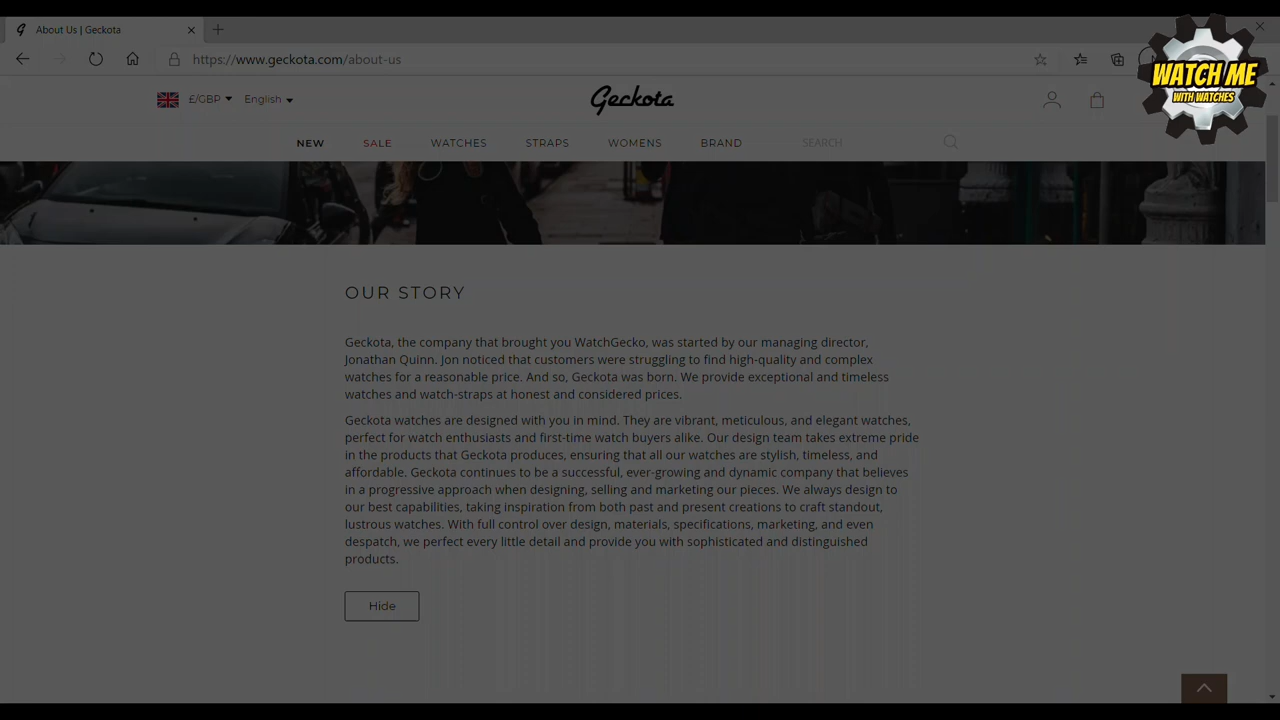 About Us | Geckota
https://www.geckota.com/about-us
WATCH ME
WITH WATCHES
£/GBP
English
Geckota
NEW
SALE
WATCHES
STRAPS
WOMENS
BRAND
SEARCH
OUR STORY
Geckota, the company that brought you WatchGecko, was started by our managing director,
Jonathan Quinn. Jon noticed that customers were struggling to find high-quality and complex
watches for a reasonable price. And so, Geckota was born. We provide exceptional and timeless
watches and watch-straps at honest and considered prices.
Geckota watches are designed with you in mind. They are vibrant, meticulous, and elegant watches,
perfect for watch enthusiasts and first-time watch buyers alike. Our design team takes extreme pride
in the products that Geckota produces, ensuring that all our watches are stylish, timeless, and
affordable. Geckota continues to be a successful, ever-growing and dynamic company that believes
in a progressive approach when designing, selling and marketing our pieces. We always design to
our best capabilities, taking inspiration from both past and present creations to craft standout,
lustrous watches. With full control over design, materials, specifications, marketing, and even
despatch, we perfect every little detail and provide you with sophisticated and distinguished
products.
Hide